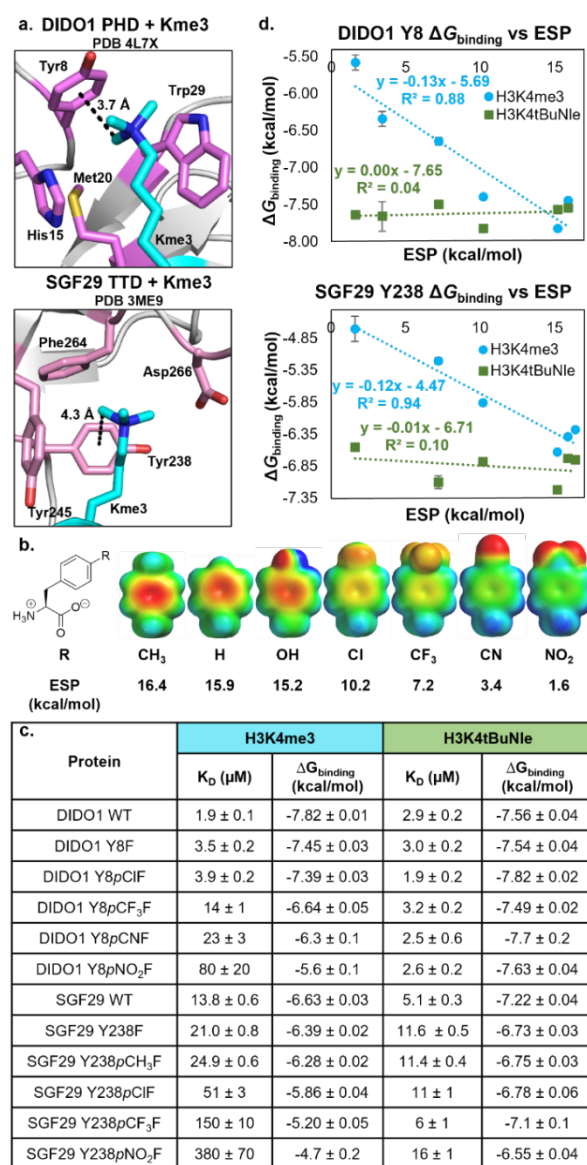 a.
DIDO1 PHD + Kme3
PDB 4L7X
Tyr8
3.7 Å
Trp29
Met20
His15
Kme3
SGF29 TTD + Kme3
PDB 3ME9
Phe264
Asp266
4.3 Å
Tyr238
Tyr245
Kme3
d.
DIDO1 Y8 ΔGbinding vs ESP
-5.50
0 5 10 15
y = -0.13x - 5.69
R² = 0.88
H3K4me3
H3K4tBuNle
-6.00
-6.50
-7.00
-7.50
-8.00
y = 0.00x - 7.65
R² = 0.04
ΔGbinding (kcal/mol)
ESP (kcal/mol)
SGF29 Y238 ΔGbinding vs ESP
0 5 10 15
-4.85
-5.35
-5.85
-6.35
-6.85
-7.35
H3K4me3
H3K4tBuNle
y = -0.12x - 4.47
R² = 0.94
y = -0.01x - 6.71
R² = 0.10
ΔGbinding (kcal/mol)
ESP (kcal/mol)
b.
R
H3N
O
O
R CH3 H OH Cl CF3 CN NO2
ESP (kcal/mol) 16.4 15.9 15.2 10.2 7.2 3.4 1.6
c.
Protein H3K4me3 H3K4tBuNle
KD (μM) ΔGbinding (kcal/mol) KD (μM) ΔGbinding (kcal/mol)
DIDO1 WT 1.9 ± 0.1 -7.82 ± 0.01 2.9 ± 0.2 -7.56 ± 0.04
DIDO1 Y8F 3.5 ± 0.2 -7.45 ± 0.03 3.0 ± 0.2 -7.54 ± 0.04
DIDO1 Y8pClF 3.9 ± 0.2 -7.39 ± 0.03 1.9 ± 0.2 -7.82 ± 0.02
DIDO1 Y8pCF3F 14 ± 1 -6.64 ± 0.05 3.2 ± 0.2 -7.49 ± 0.02
DIDO1 Y8pCNF 23 ± 3 -6.3 ± 0.1 2.5 ± 0.6 -7.7 ± 0.2
DIDO1 Y8pNO2F 80 ± 20 -5.6 ± 0.1 2.6 ± 0.2 -7.63 ± 0.04
SGF29 WT 13.8 ± 0.6 -6.63 ± 0.03 5.1 ± 0.3 -7.22 ± 0.04
SGF29 Y238F 21.0 ± 0.8 -6.39 ± 0.02 11.6 ± 0.5 -6.73 ± 0.03
SGF29 Y238pCH3F 24.9 ± 0.6 -6.28 ± 0.02 11.4 ± 0.4 -6.75 ± 0.03
SGF29 Y238pClF 51 ± 3 -5.86 ± 0.04 11 ± 1 -6.78 ± 0.06
SGF29 Y238pCF3F 150 ± 10 -5.20 ± 0.05 6 ± 1 -7.1 ± 0.1
SGF29 Y238pNO2F 380 ± 70 -4.7 ± 0.2 16 ± 1 -6.55 ± 0.04